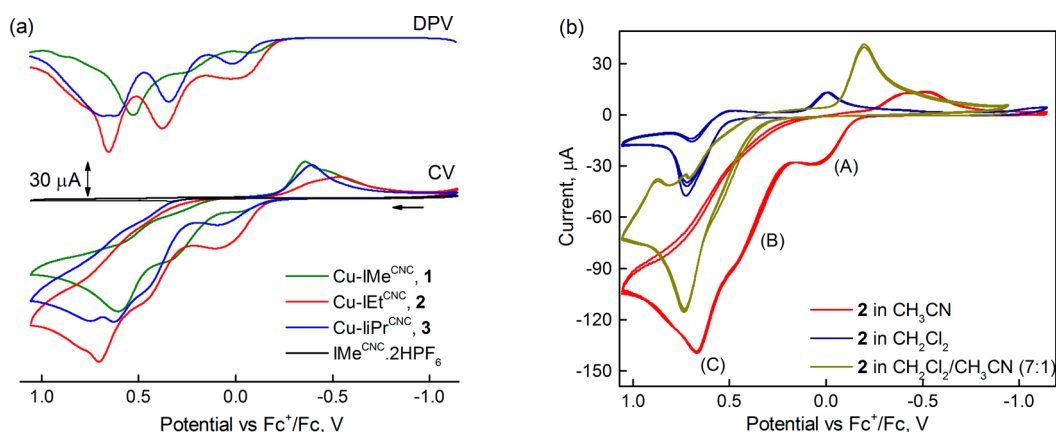 (a)
DPV
30 μA
CV
Cu-IMe^CNC, 1
Cu-IEt^CNC, 2
Cu-IiPr^CNC, 3
IMe^CNC.2HPF₆
1.0 0.5 0.0 -0.5 -1.0
Potential vs Fc⁺/Fc, V
(b)
Current, μA
30
0
-30
-60
-90
-120
-150
(A)
(B)
(C)
2 in CH₃CN
2 in CH₂Cl₂
2 in CH₂Cl₂/CH₃CN (7:1)
1.0 0.5 0.0 -0.5 -1.0
Potential vs Fc⁺/Fc, V